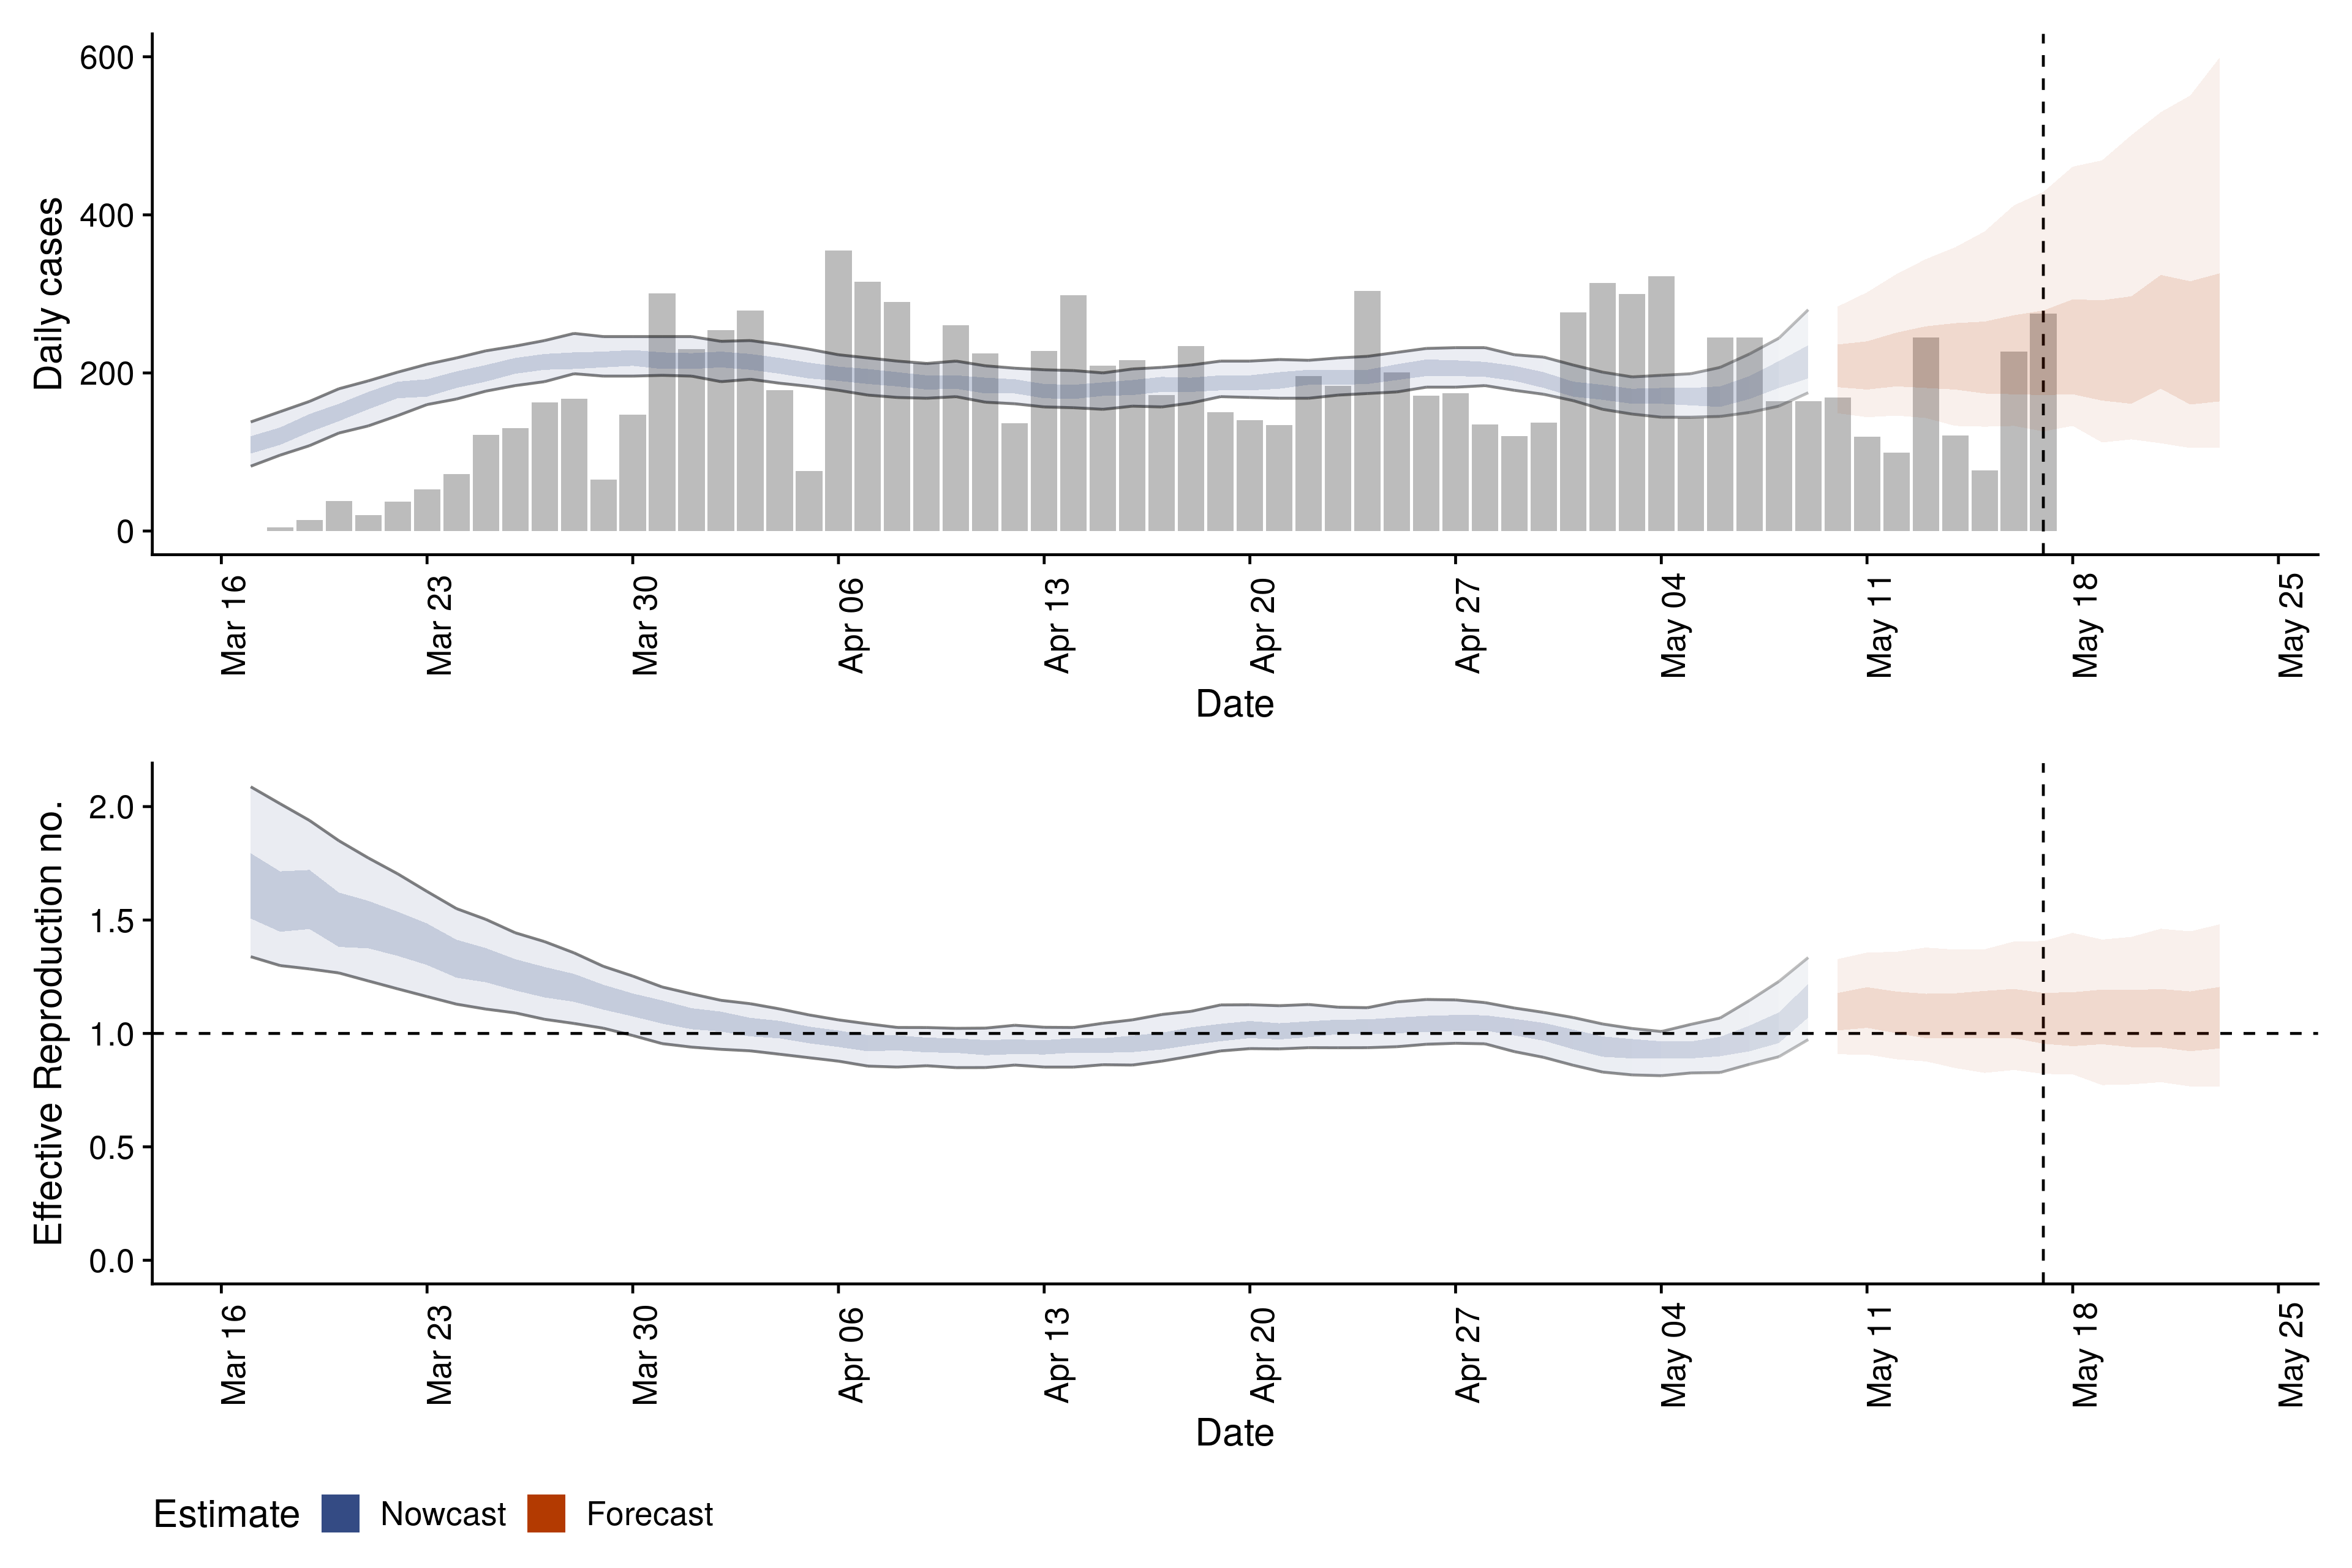 Daily cases
600
400
200
0
Mar 16
Mar 23
Mar 30
Apr 06
Apr 13
Apr 20
Apr 27
May 04
May 11
May 18
May 25
Date
Effective Reproduction no.
2.0
1.5
1.0
0.5
0.0
Mar 16
Mar 23
Mar 30
Apr 06
Apr 13
Apr 20
Apr 27
May 04
May 11
May 18
May 25
Date
Estimate Nowcast Forecast